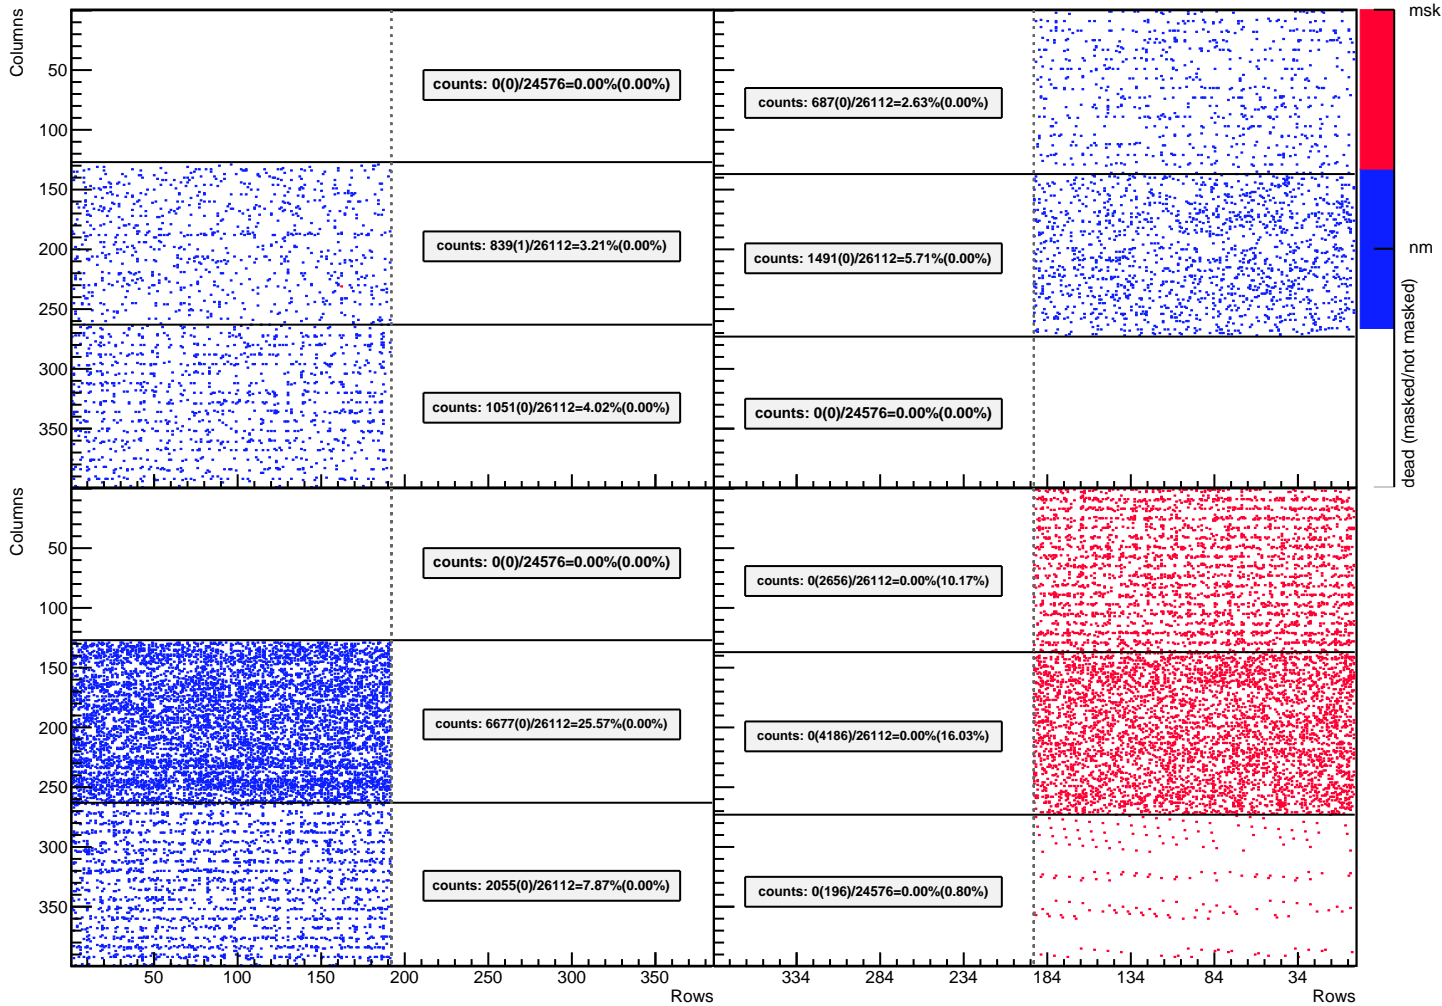 Columns
50
100
150
200
250
300
350
counts: 0(0)/24576=0.00%(0.00%)
counts: 839(1)/26112=3.21%(0.00%)
counts: 1051(0)/26112=4.02%(0.00%)
counts: 687(0)/26112=2.63%(0.00%)
counts: 1491(0)/26112=5.71%(0.00%)
counts: 0(0)/24576=0.00%(0.00%)
msk
nm
dead (masked/not masked)
Columns
50
100
150
200
250
300
350
counts: 0(0)/24576=0.00%(0.00%)
counts: 6677(0)/26112=25.57%(0.00%)
counts: 2055(0)/26112=7.87%(0.00%)
50 100 150 200 250 300 350
Rows
counts: 0(2656)/26112=0.00%(10.17%)
counts: 0(4186)/26112=0.00%(16.03%)
counts: 0(196)/24576=0.00%(0.80%)
334 284 234 184 134 84 34
Rows